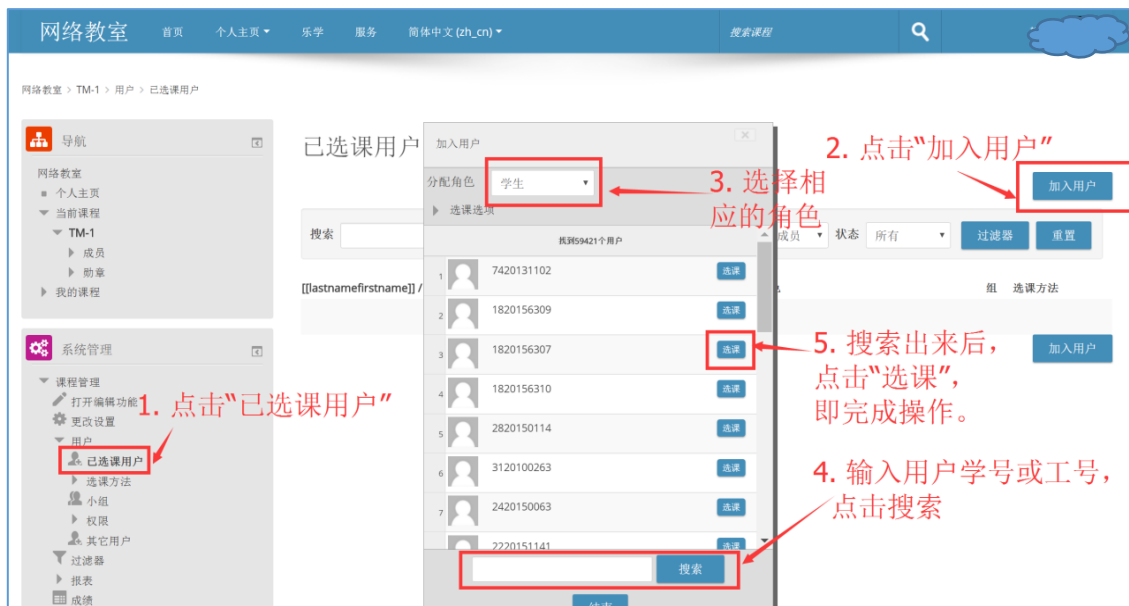 网络教室 首页 个人主页 乐学 服务 简体中文 (zh_cn) 搜索课程
网络教室 > TM-1 > 用户 > 已选课用户
导航
网络教室
个人主页
当前课程
TM-1
成员
勋章
我的课程
系统管理
课程管理
打开编辑功能
更改设置
用户
已选课用户
选课方法
小组
权限
其它用户
过滤器
报表
成绩
1. 点击“已选课用户”
已选课用户
2. 点击“加入用户”
加入用户
搜索
成员 状态 所有 过滤器 重置
[[lastnamefirstname]] /
组 选课方法
加入用户
加入用户
分配角色 学生
选课选项
3. 选择相
应的角色
找到59421个用户
1 7420131102 选课
2 1820156309 选课
3 1820156307 选课
4 1820156310 选课
5 2820150114 选课
6 3120100263 选课
7 2420150063 选课
2220151141 选课
搜索
5. 搜索出来后，
点击“选课”，
即完成操作。
4. 输入用户学号或工号，
点击搜索